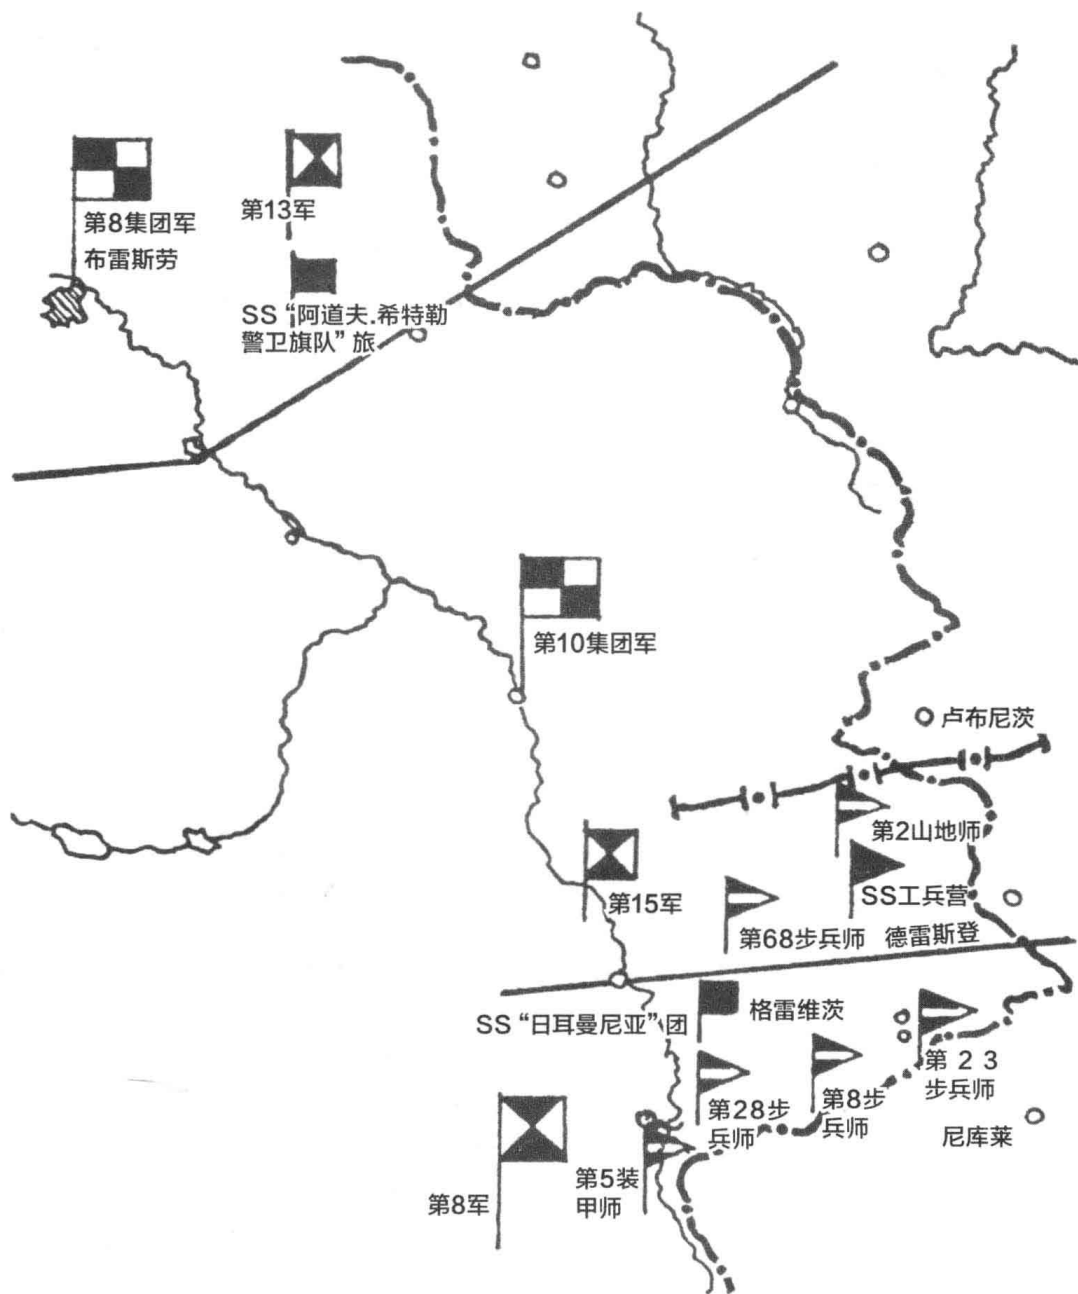 第8集团军
布雷斯劳
第13军
SS“阿道夫.希特勒
警卫旗队”旅
第10集团军
卢布尼茨
第2山地师
第15军
SS工兵营
第68步兵师
德雷斯登
SS“日耳曼尼亚”团
格雷维茨
第23
步兵师
第28步
兵师
第8步
兵师
尼库莱
第5装
甲师
第8军